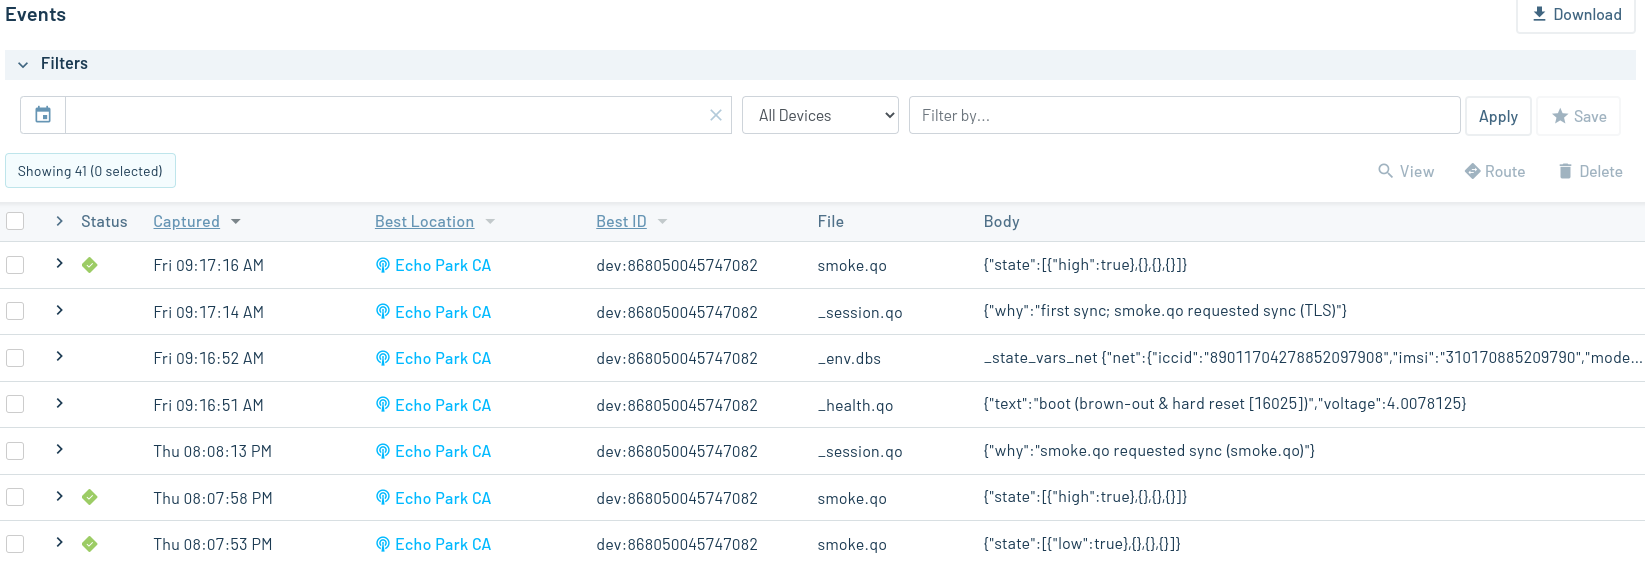 Events
Download
Filters
All Devices
Filter by...
Apply
Save
Showing 41 (0 selected)
View Route Delete
Status Captured Best Location Best ID File Body
Fri 09:17:16 AM Echo Park CA dev:868050045747082 smoke.qo {"state":[{"high":true},{},{},{}]}
Fri 09:17:14 AM Echo Park CA dev:868050045747082 _session.qo {"why":"first sync; smoke.qo requested sync (TLS)"}
Fri 09:16:52 AM Echo Park CA dev:868050045747082 _env.dbs _state_vars_net {"net":{"iccid":"89011704278852097908","imsi":"310170885209790","mode...
Fri 09:16:51 AM Echo Park CA dev:868050045747082 _health.qo {"text":"boot (brown-out & hard reset [16025])","voltage":4.0078125}
Thu 08:08:13 PM Echo Park CA dev:868050045747082 _session.qo {"why":"smoke.qo requested sync (smoke.qo)"}
Thu 08:07:58 PM Echo Park CA dev:868050045747082 smoke.qo {"state":[{"high":true},{},{},{}]}
Thu 08:07:53 PM Echo Park CA dev:868050045747082 smoke.qo {"state":[{"low":true},{},{},{}]}